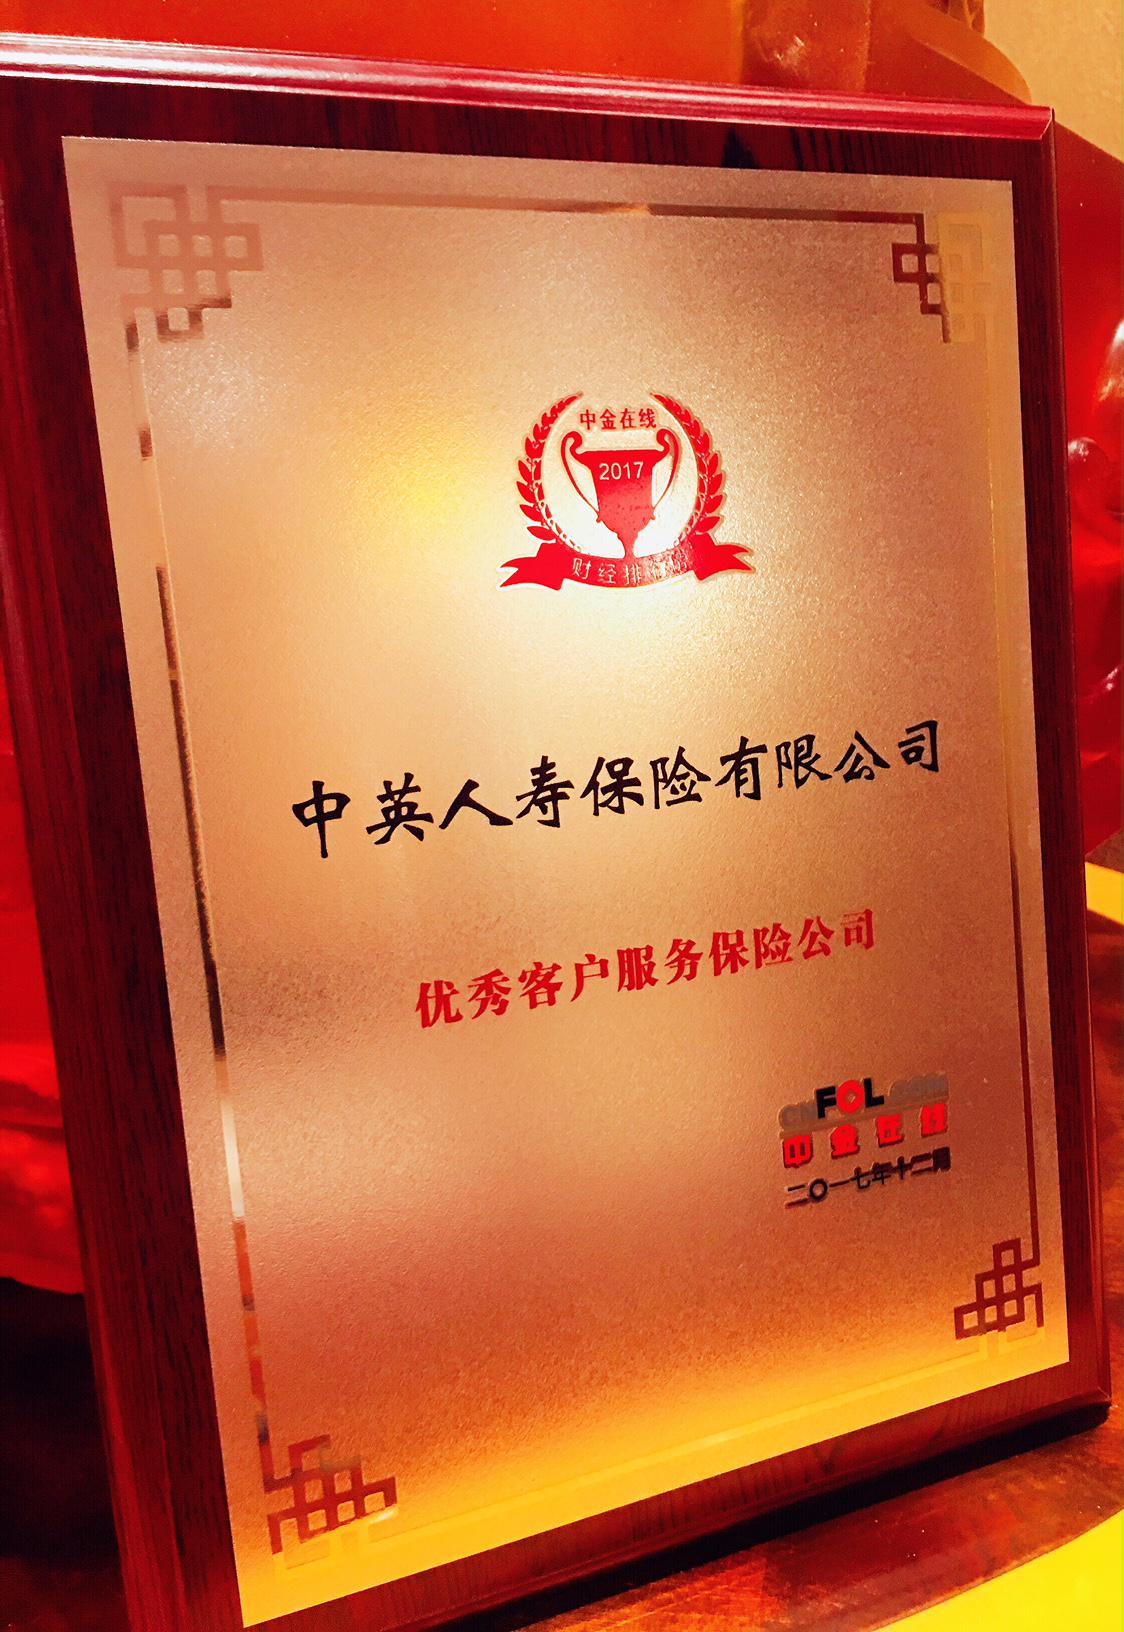 中金在线
2017
财经排行榜
中英人寿保险有限公司
优秀客户服务保险公司
cnFOL.com
中金在线
二〇一七年十二月